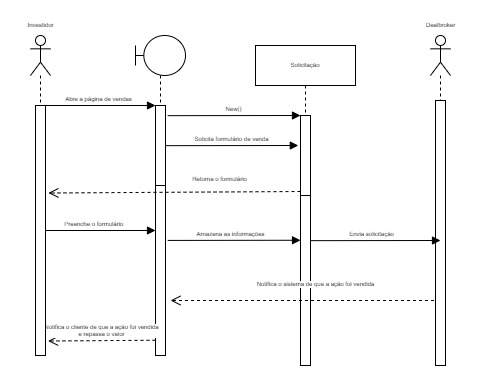 Investidor
Dealbroker
Solicitação
Abre a página de vendas
New()
Solicita formulário de venda
Retorna o formulário
Preenche o formulário
Amazena as informações
Envia solicitação
Notifica o sistema de que a ação foi vendida
Notifica o cliente de que a ação foi vendida
e repassa o valor